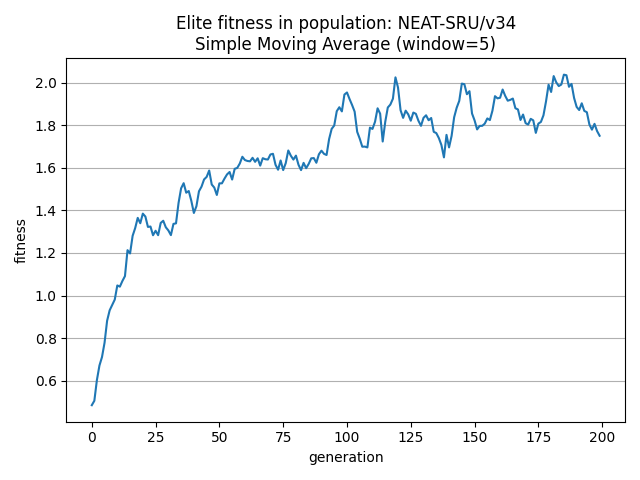 Elite fitness in population: NEAT-SRU/v34
Simple Moving Average (window=5)
2.0
1.8
1.6
1.4
1.2
1.0
0.8
0.6
fitness
0 25 50 75 100 125 150 175 200
generation